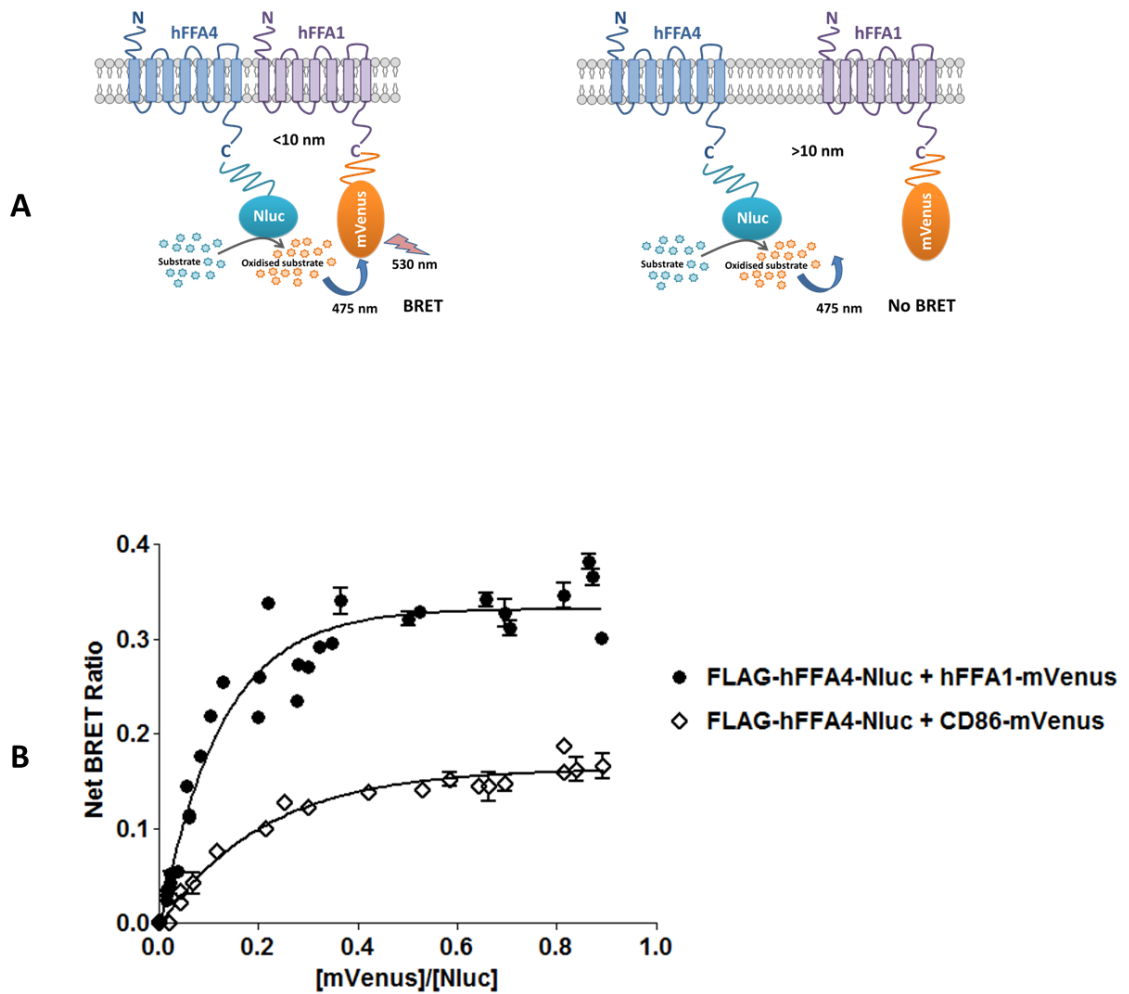 N
hFFA4
N
hFFA1
<10 nm
C
C
Nluc
mVenus
Substrate
Oxidised substrate
530 nm
475 nm
BRET
N
hFFA4
N
hFFA1
>10 nm
C
C
Nluc
mVenus
Substrate
Oxidised substrate
475 nm
No BRET
A
B
Net BRET Ratio
0.4
0.3
0.2
0.1
0.0
0.0 0.2 0.4 0.6 0.8 1.0
[mVenus]/[Nluc]
FLAG-hFFA4-Nluc + hFFA1-mVenus
FLAG-hFFA4-Nluc + CD86-mVenus